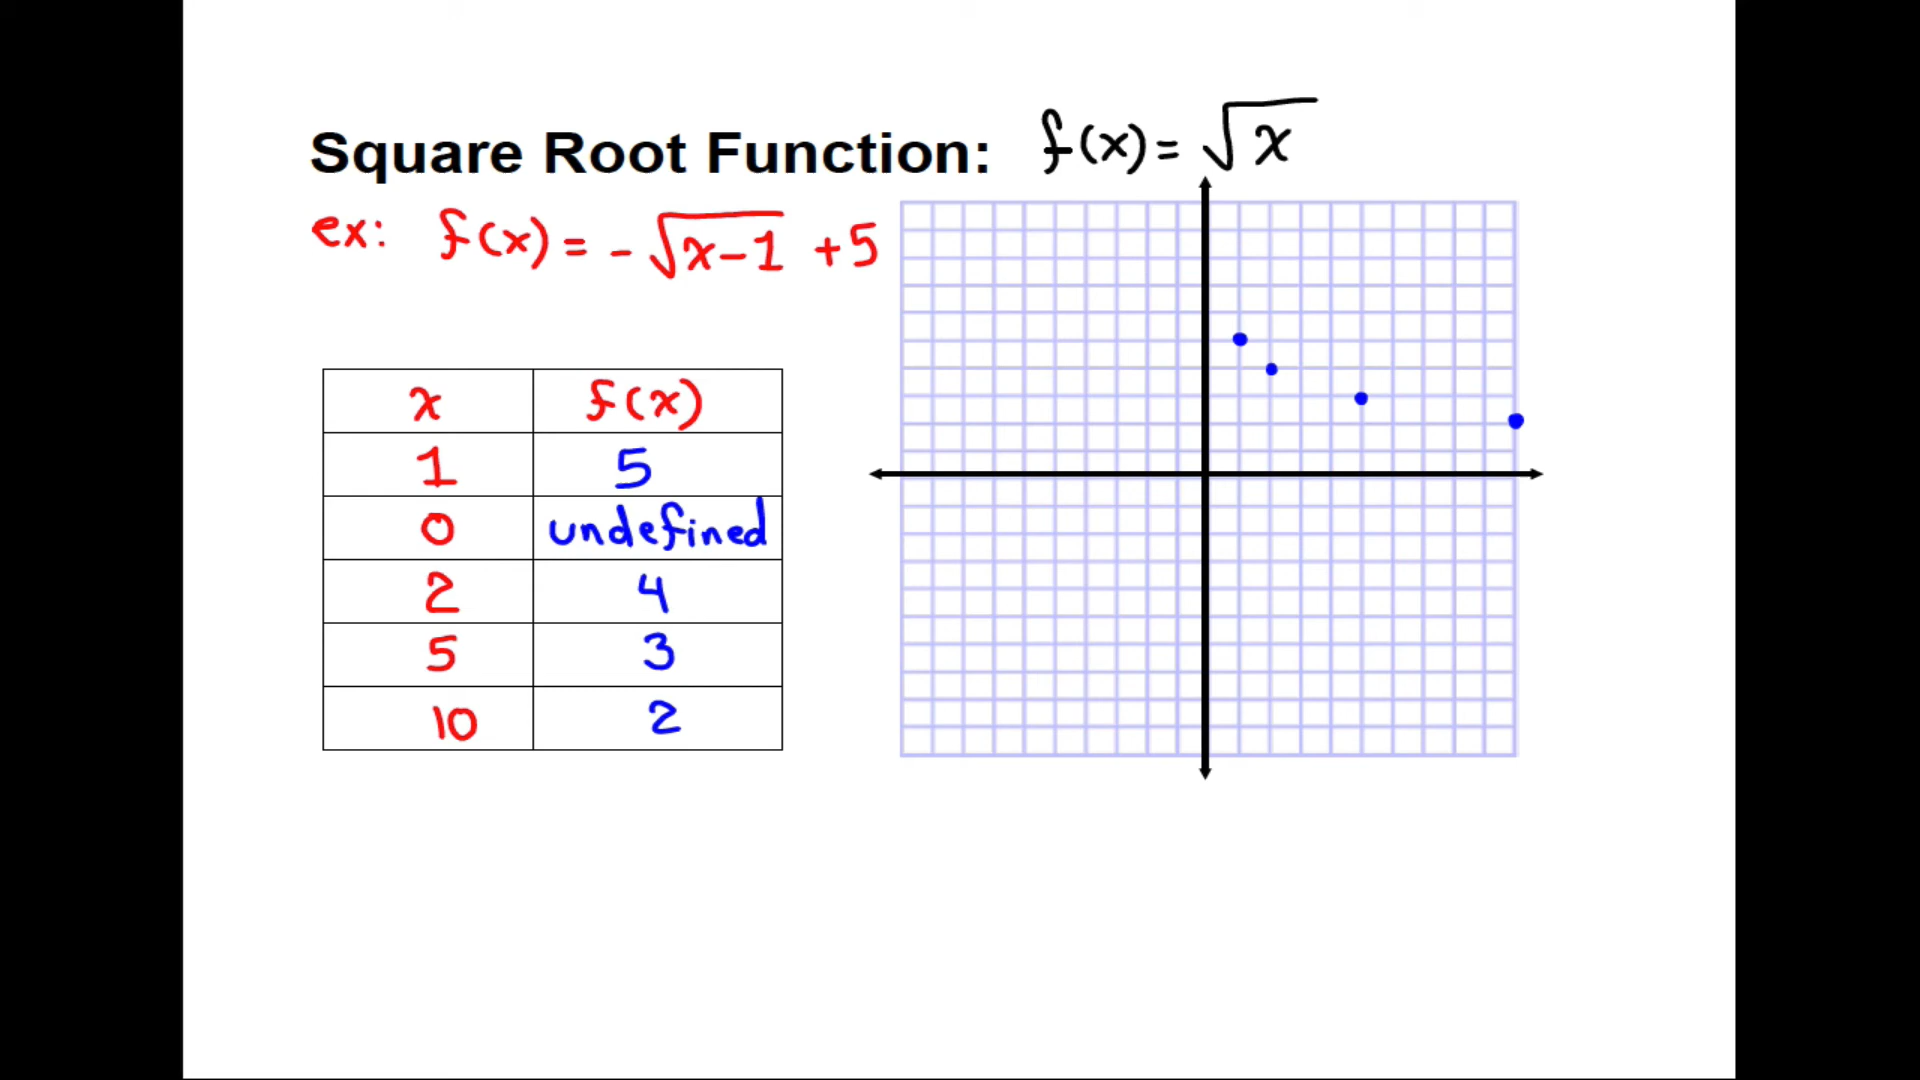 Square Root Function: f(x) = √x
ex: f(x) = -√x-1 +5
x f(x)
1 5
0 undefined
2 4
5 3
10 2